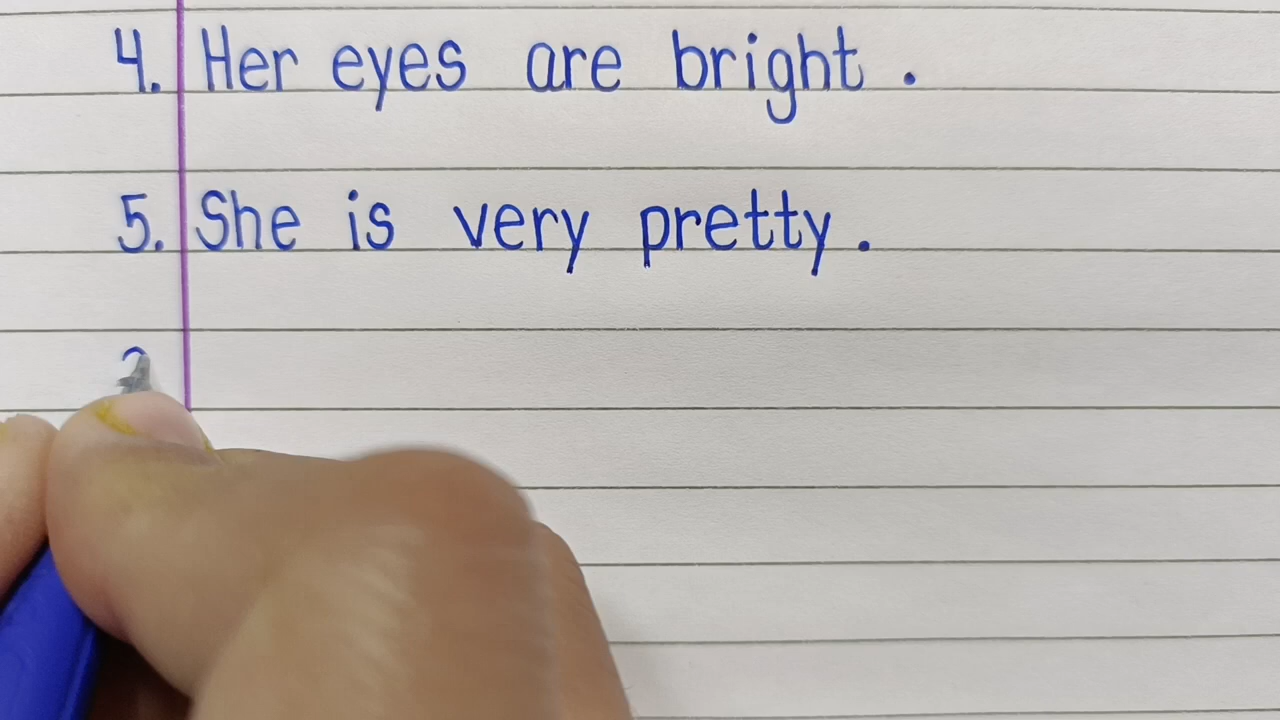 4. Her eyes are bright .
5. She is very pretty .